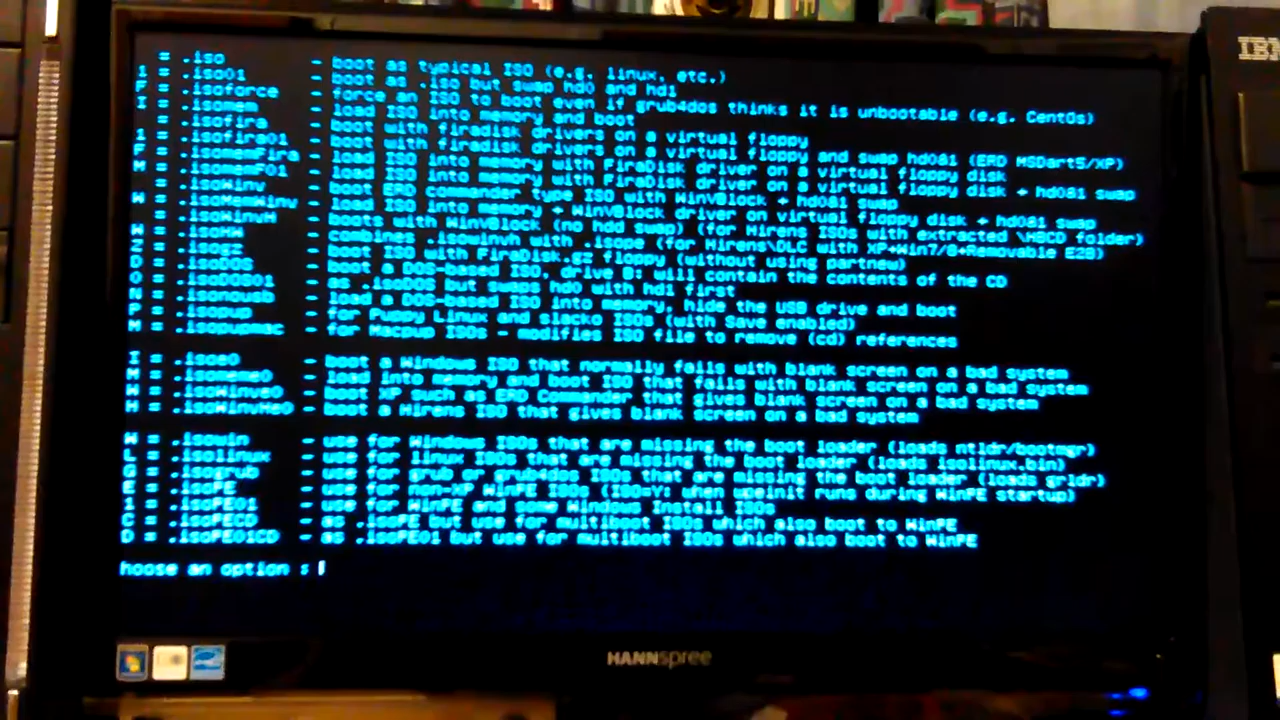 IBM
= .iso - boot as typical ISO (e.g. linux, etc.)
1 = .iso01 - boot as .iso but swap hd0 and hd1
F = .isoforce - force an ISO to boot even if grub4dos thinks it is unbootable (e.g. CentOs)
I = .isomem - load ISO into memory and boot
= .isofira - boot with firadisk drivers on a virtual floppy
1 = .isofira01 - boot with firadisk drivers on a virtual floppy and swap hd0&1 (ERD MSDart5/XP)
F = .isomemfira - load ISO into memory with FiraDisk driver on a virtual floppy disk
M = .isomemF01 - load ISO into memory with FiraDisk driver on a virtual floppy disk + hd0&1 swap
= .isowinv - boot ERD commander type ISO with WinVBlock + hd0&1 swap
W = .isoMemWinv - load ISO into memory + WinVBlock driver on virtual floppy disk + hd0&1 swap
= .isoWinvH - boots with WinVBlock (no hdd swap) (for Hirens ISOs with extracted \HBCD folder)
W = .isoHW - combines .isowinvh with .isope (for Hirens\DLC with XP+Win7/8+Removable E2B)
Z = .isogz - boot ISO with FiraDisk.gz floppy (without using partnew)
D = .isoDOS - boot a DOS-based ISO, drive 0: will contain the contents of the CD
O = .isoDOS01 - as .isoDOS but swaps hd0 with hd1 first
N = .isonousb - load a DOS-based ISO into memory, hide the USB drive and boot
P = .isopup - for Puppy Linux and slacko ISOs (with Save enabled)
M = .isopupmac - for Macpup ISOs - modifies ISO file to remove (cd) references
I = .isoe0 - boot a Windows ISO that normally fails with blank screen on a bad system
M = - load into memory and boot ISO that fails with blank screen on a bad system
W = .isowinve0 - boot XP such as ERD Commander that gives blank screen on a bad system
H = .isoWinvHe0 - boot a Hirens ISO that gives blank screen on a bad system
W = .isowin - use for Windows ISOs that are missing the boot loader (loads ntldr/bootmgr)
L = .isolinux - use for linux ISOs that are missing the boot loader (loads isolinux.bin)
G = .isogrub - use for grub or grub4dos ISOs that are missing the boot loader (loads grldr)
E = .isoPE - use for non-XP WinPE ISOs (ISO=Y: when wpeinit runs during WinPE startup)
1 = .isoPE01 - use for WinPE and some Windows Install ISOs
C = .isoPECD - as .isoPE but use for multiboot ISOs which also boot to WinPE
D = .isoPE01CD - as .isoPE01 but use for multiboot ISOs which also boot to WinPE
hoose an option :
HANNspree